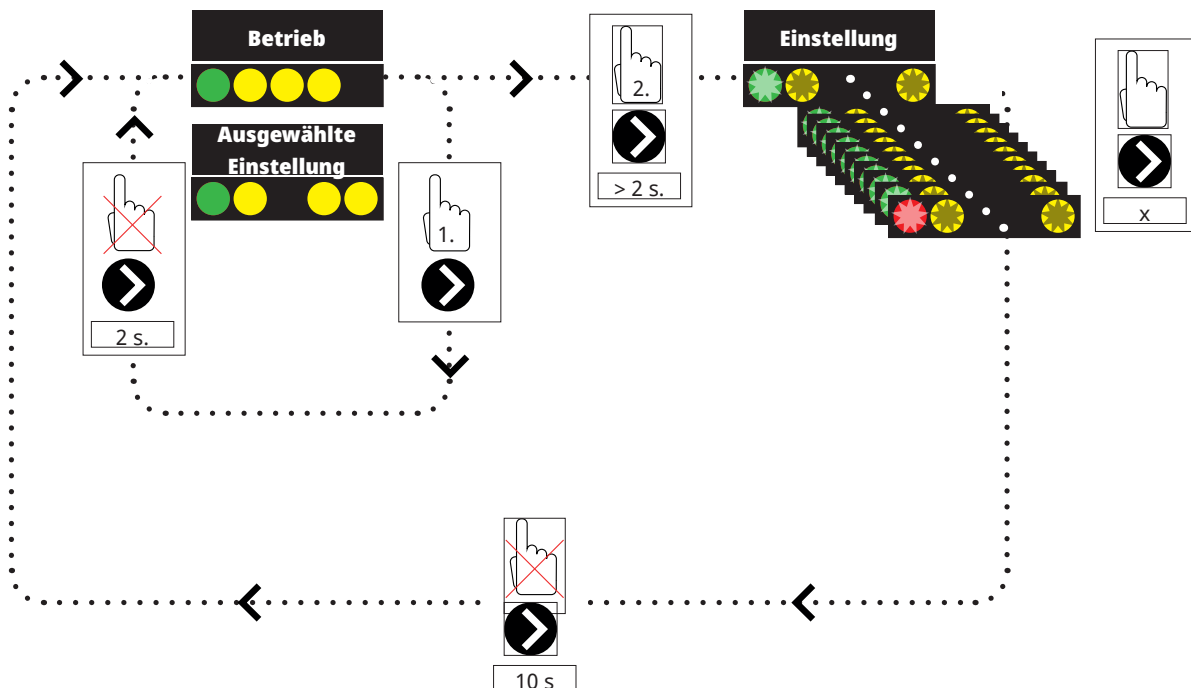 Betrieb
Ausgewählte
Einstellung
2 s.
1.
2.
> 2 s.
Einstellung
x
10 s